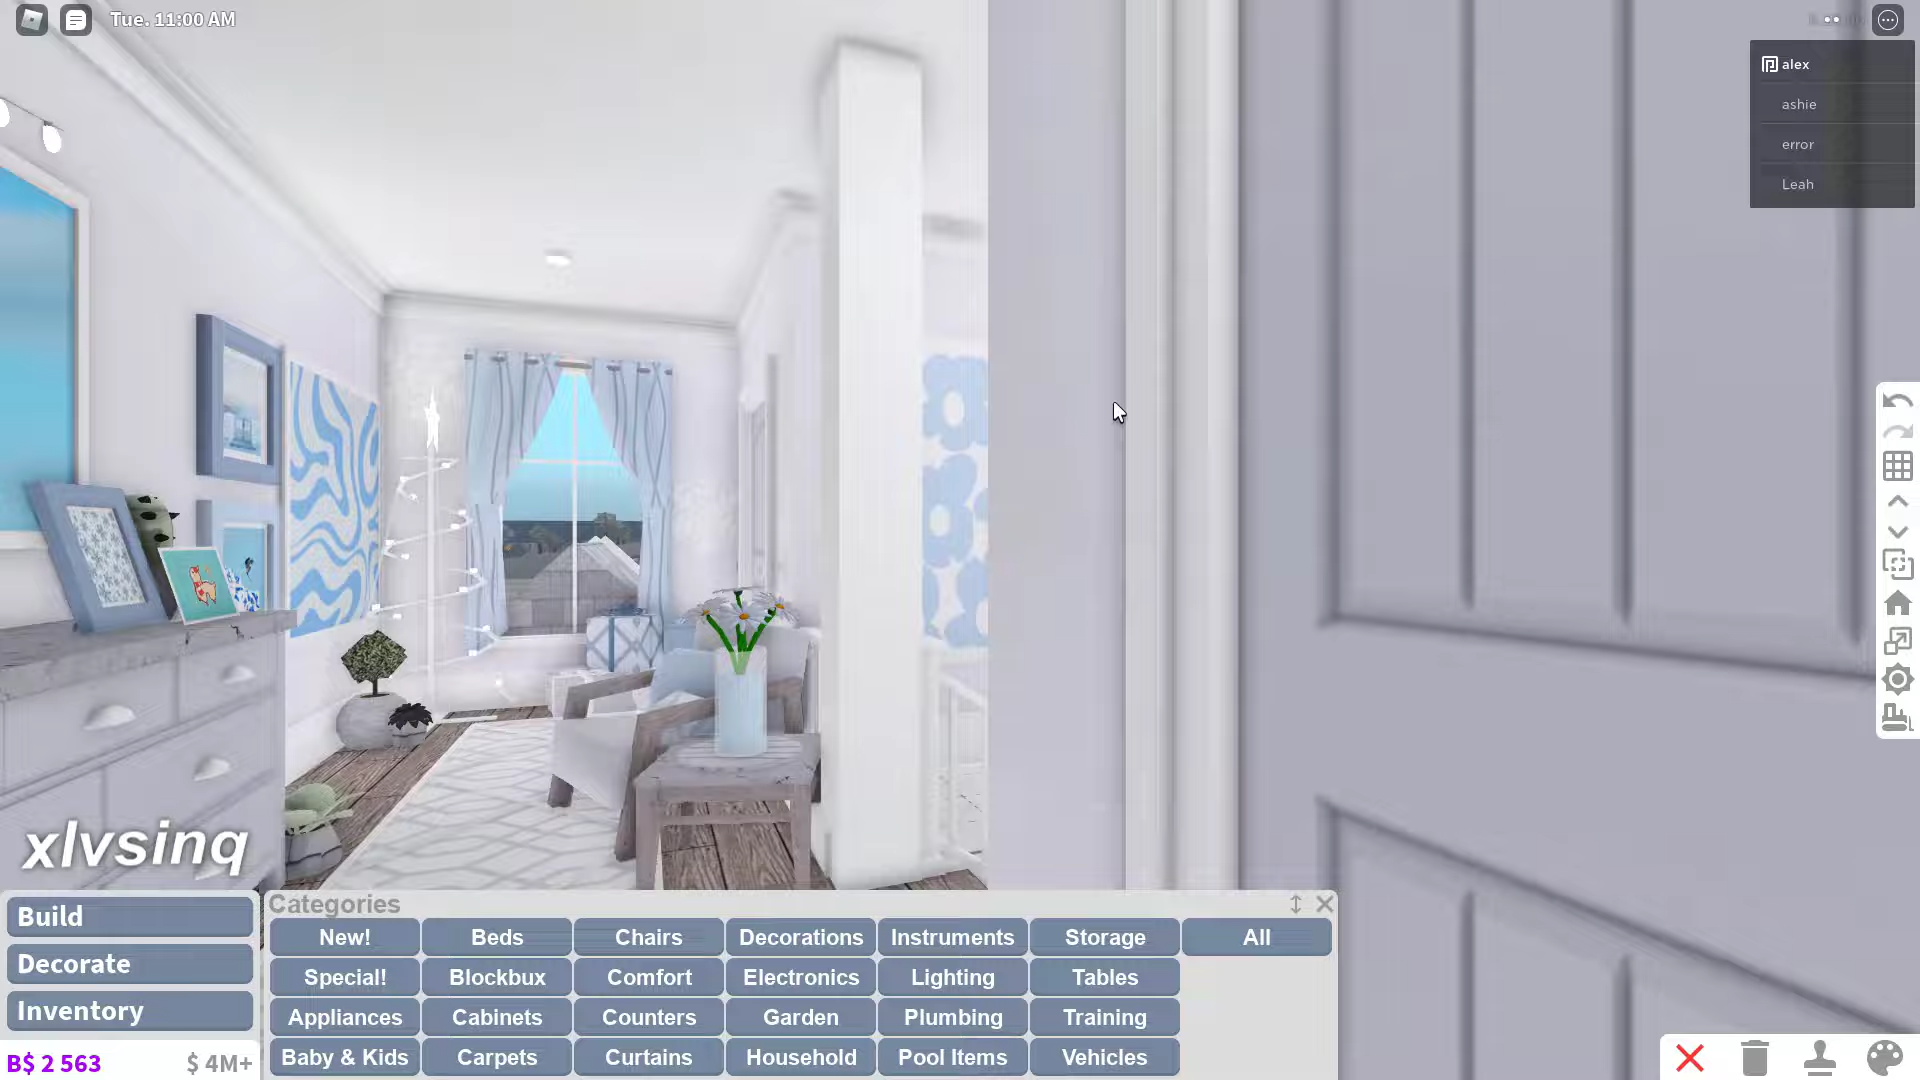 Tue. 11:00 AM
alex
ashie
error
Leah
xlvsinq
Build
Decorate
Inventory
B$ 2 563
$ 4M+
Categories
New! Beds Chairs Decorations Instruments Storage All
Special! Blockbux Comfort Electronics Lighting Tables
Appliances Cabinets Counters Garden Plumbing Training
Baby & Kids Carpets Curtains Household Pool Items Vehicles